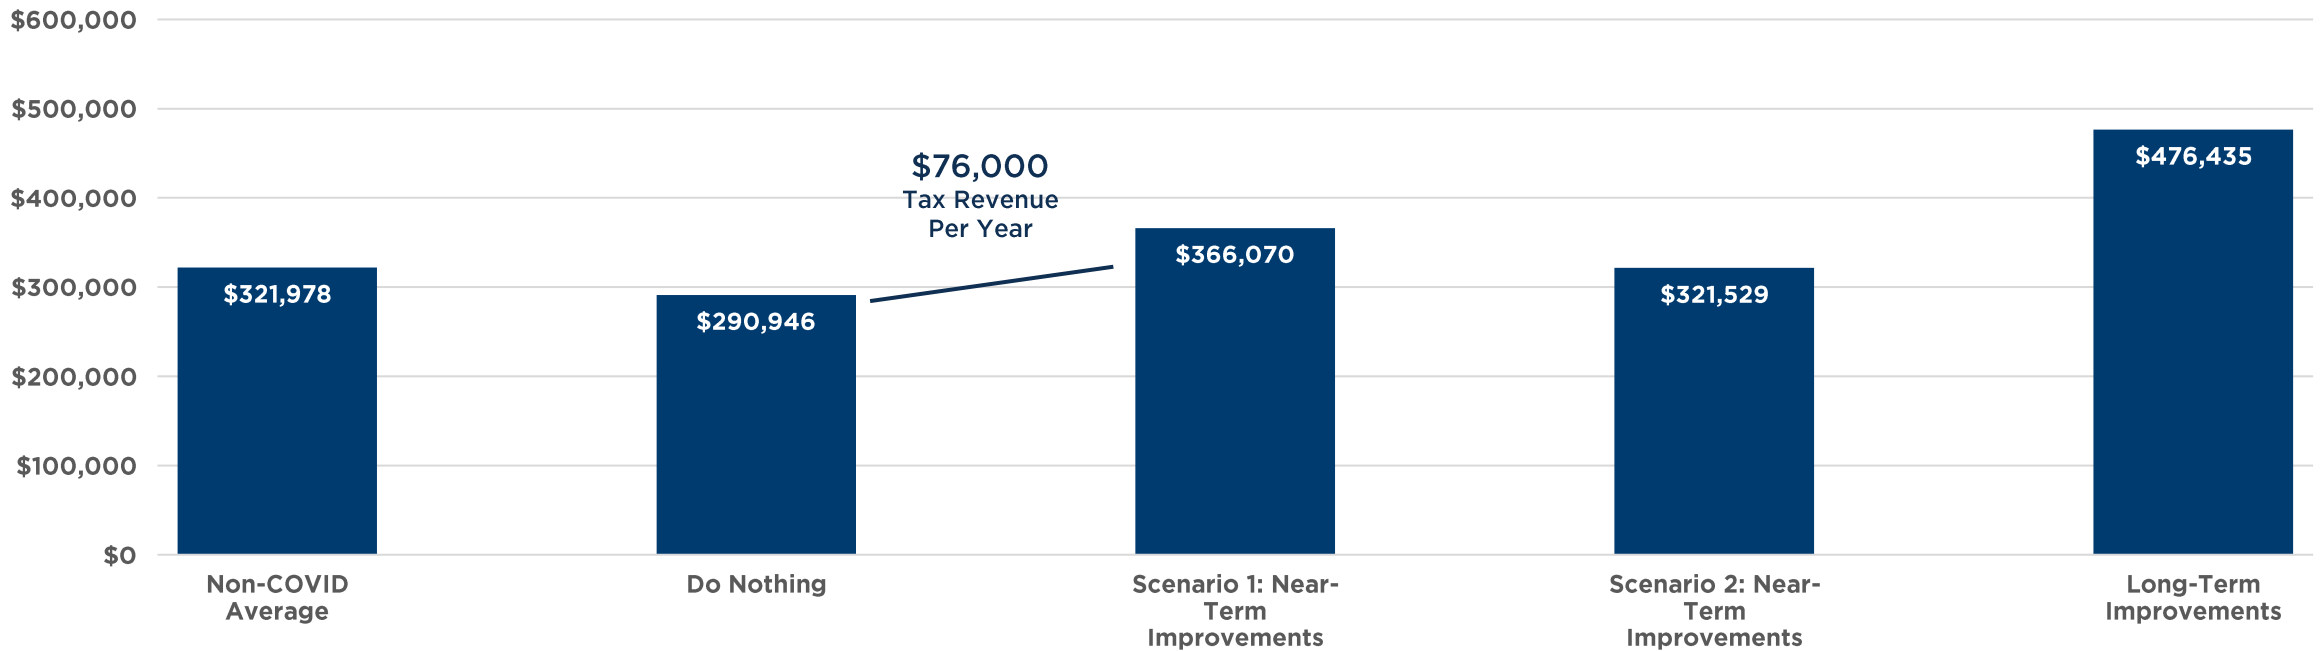 $600,000
$500,000
$400,000
$300,000
$200,000
$100,000
$0
$76,000
Tax Revenue
Per Year
$321,978
$290,946
$366,070
$321,529
$476,435
Non-COVID
Average
Do Nothing
Scenario 1: Near-
Term
Improvements
Scenario 2: Near-
Term
Improvements
Long-Term
Improvements